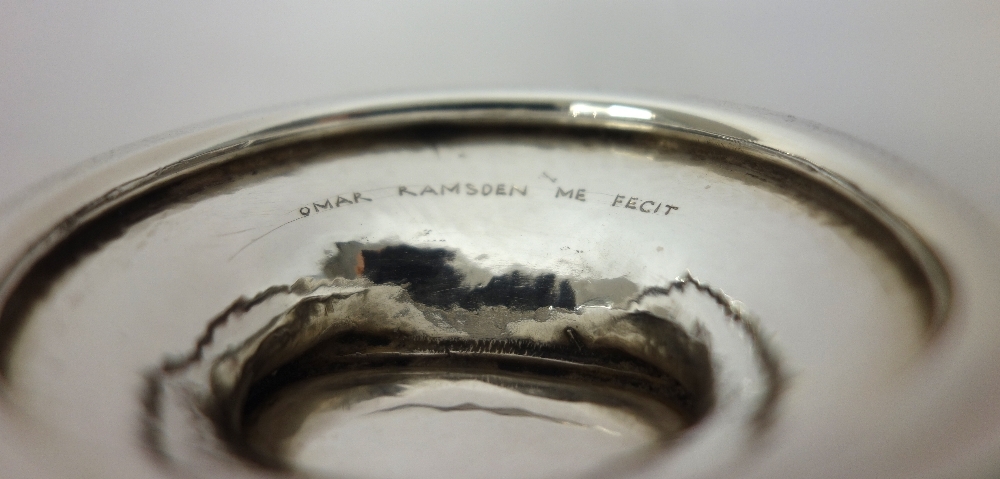 OMAR RAMSDEN ME FECIT